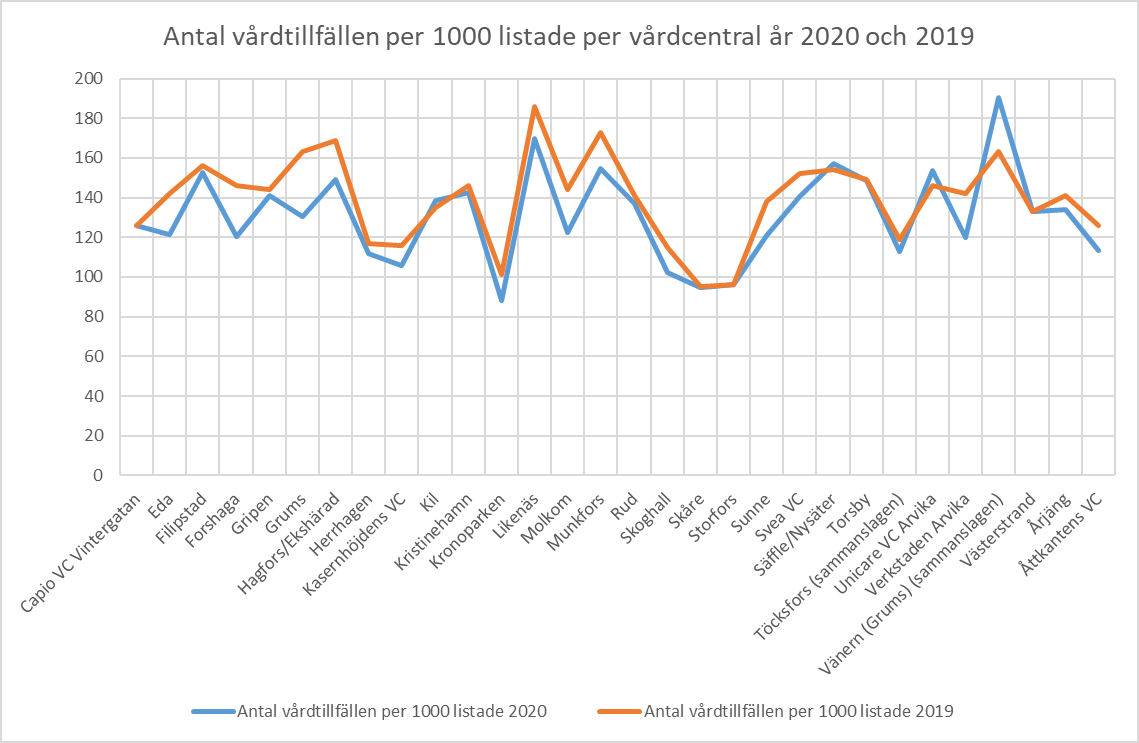 Antal vårdtillfällen per 1000 listade per vårdcentral år 2020 och 2019
200
180
160
140
120
100
80
60
40
20
0
Capio VC Vintergatan
Eda
Filipstad
Forshaga
Gripen
Grums
Hagfors/Ekshärad
Herrhagen
Kasernhöjdens VC
Kil
Kristinehamn
Kronoparken
Likenäs
Molkom
Munkfors
Rud
Skoghall
Skåre
Storfors
Sunne
Svea VC
Säffle/Nysäter
Torsby
Töcksfors (sammanslagen)
Unicare VC Arvika
Verkstaden Arvika
Vänern (Grums) (sammanslagen)
Västerstrand
Årjäng
Åttkantens VC
Antal vårdtillfällen per 1000 listade 2020
Antal vårdtillfällen per 1000 listade 2019